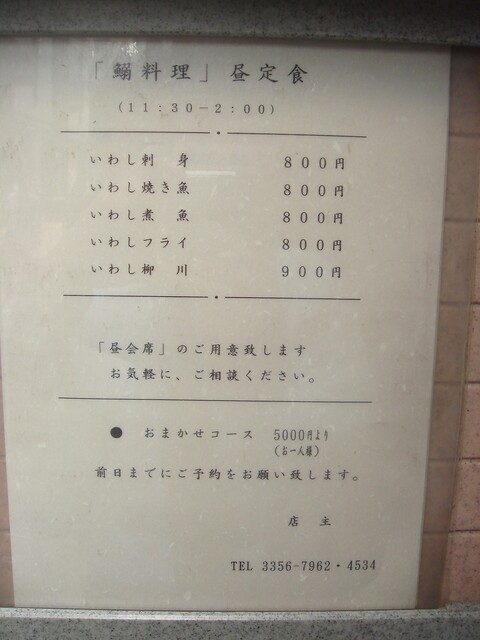 「鰯料理」昼定食
(11:30－2:00)
いわし刺　身　８００円
いわし焼き魚　８００円
いわし煮　魚　８００円
いわしフライ　８００円
いわし柳　川　９００円
「昼会席」のご用意致します
お気軽に、ご相談ください。
● おまかせコース　5000円より
(お一人様)
前日までにご予約をお願い致します。
店　主
TEL 3356-7962・4534